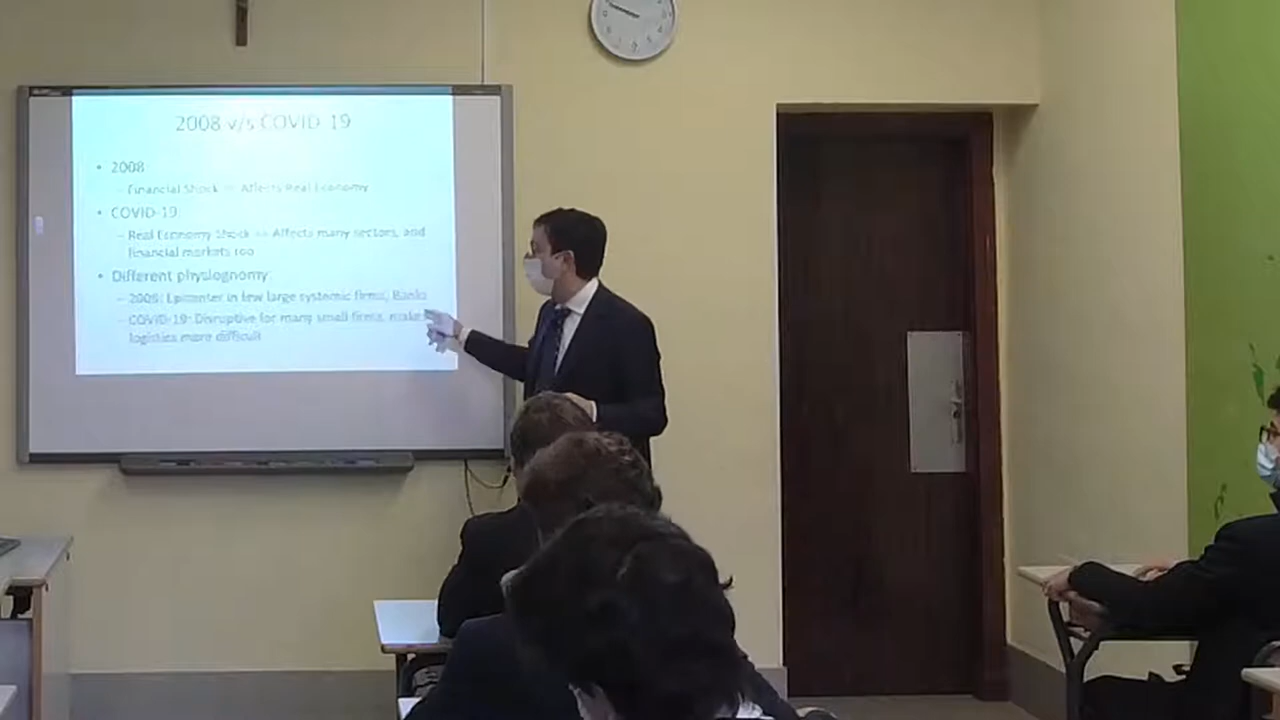 2008 v/s COVID-19
• 2008
– Financial Shock => Affects Real Economy
• COVID-19
– Real Economy Shock => Affects many sectors, and
financial markets too
• Different physiognomy
– 2008: Epicenter in few large systemic firms, Banks
– COVID-19: Disruptive for many small firms, makes
logistics more difficult